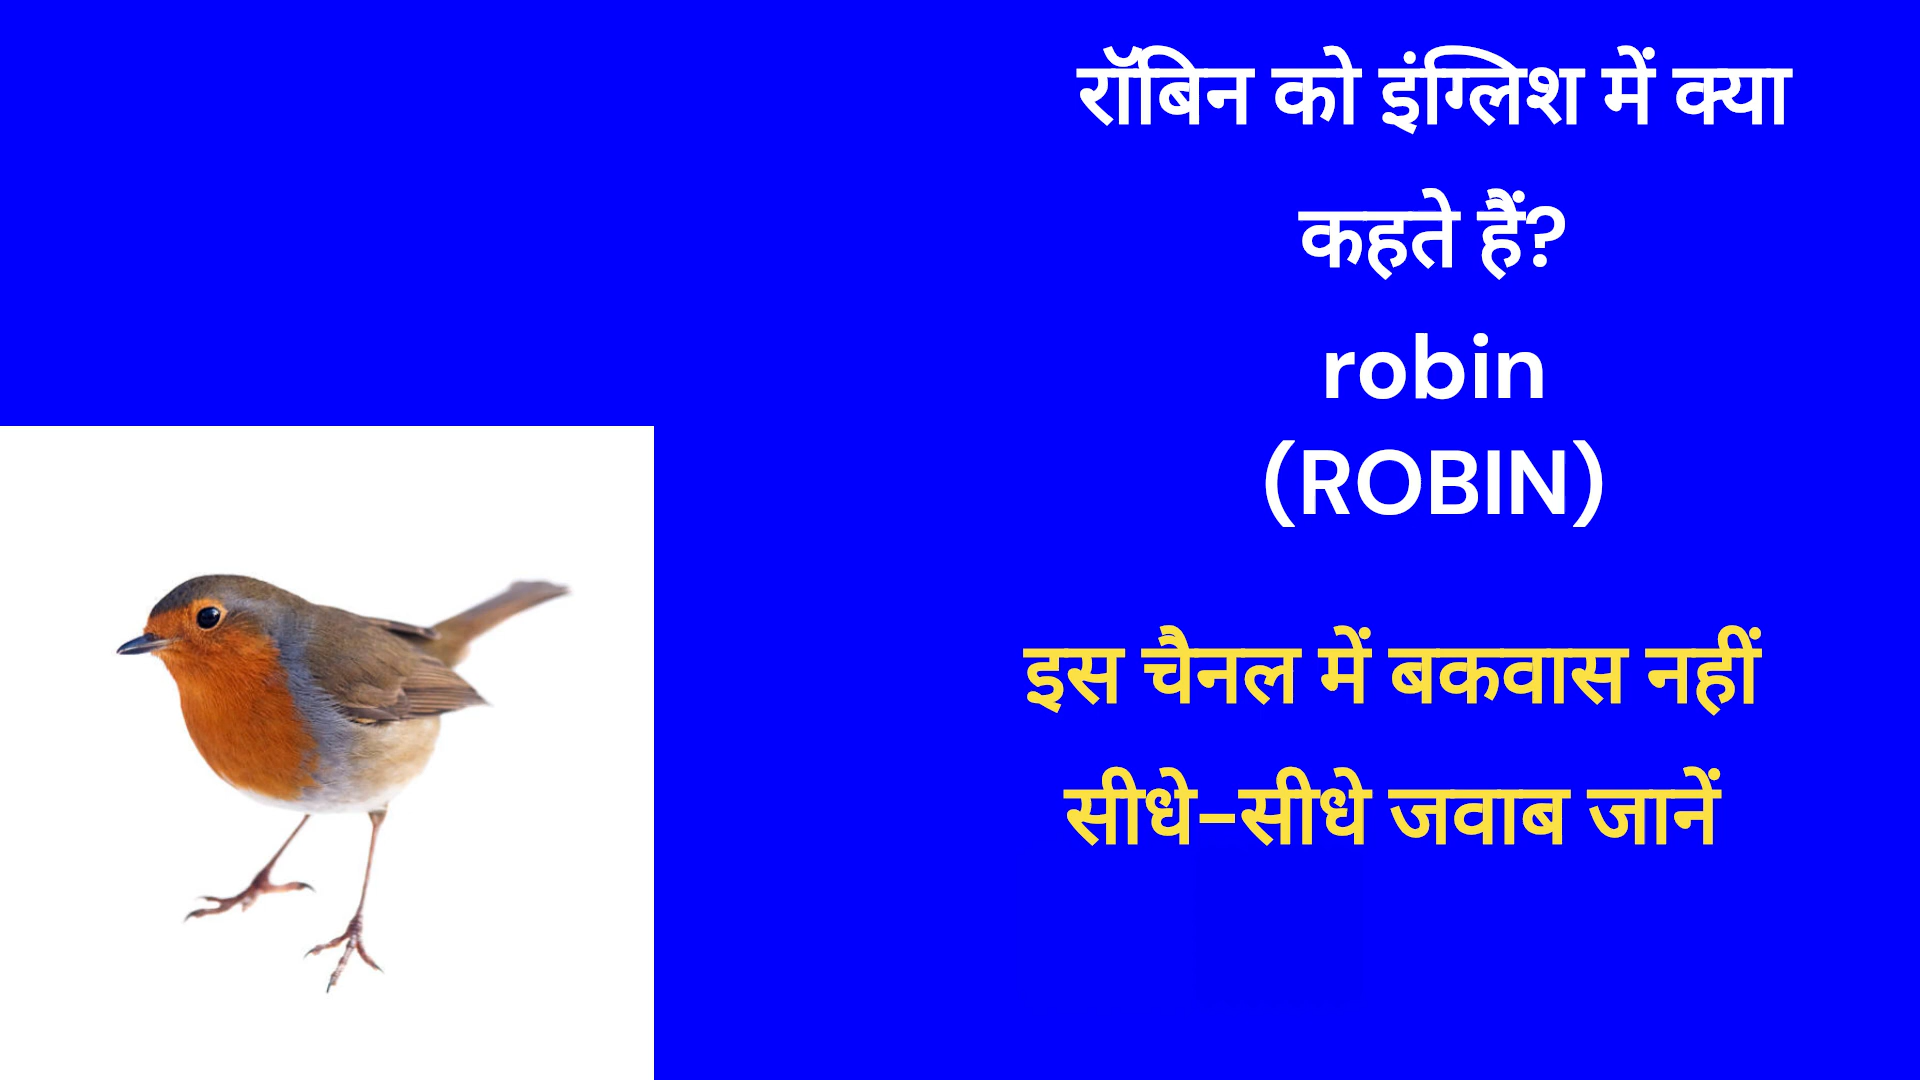 रॉबिन को इंग्लिश में क्या
कहते हैं?
robin
(ROBIN)
इस चैनल में बकवास नहीं
सीधे-सीधे जवाब जानें